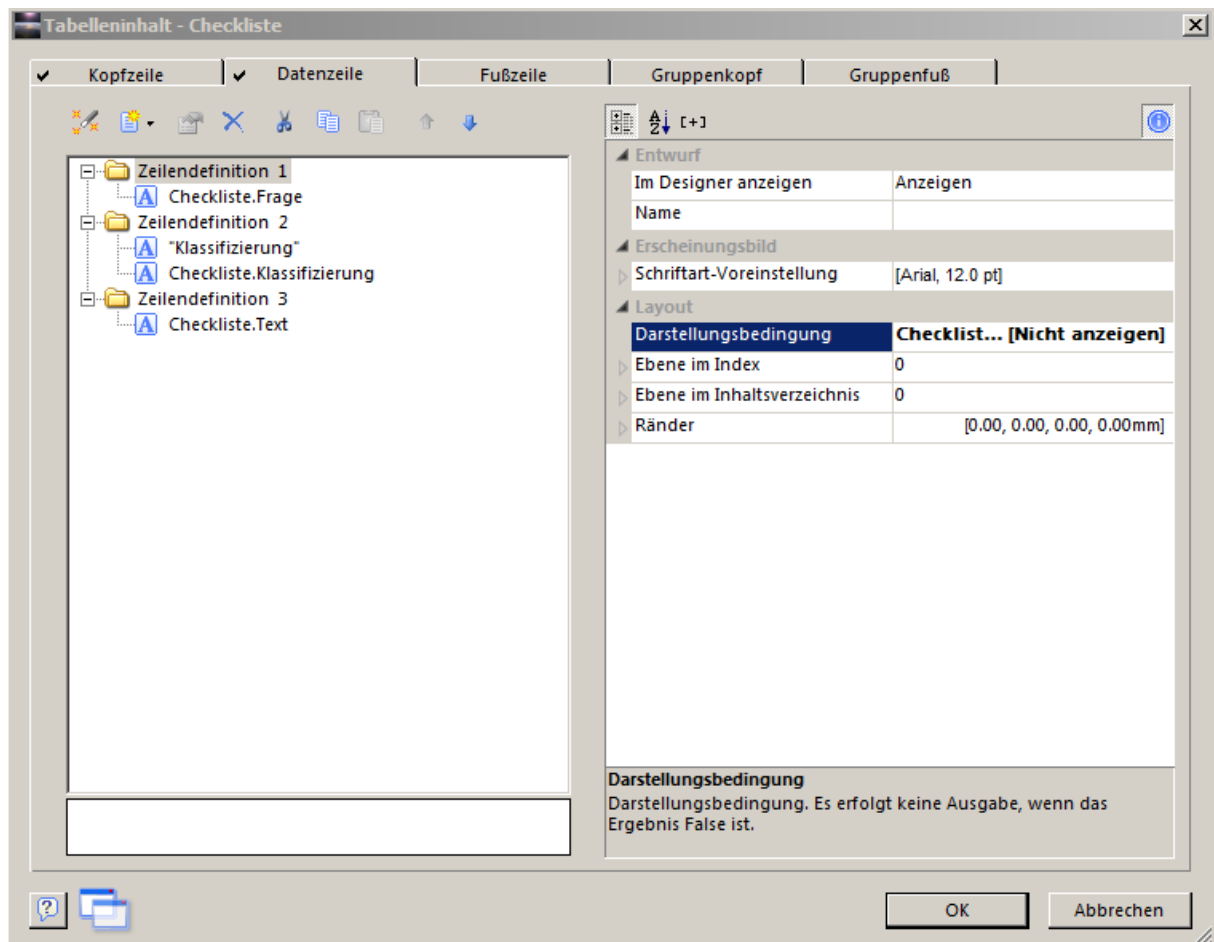 Tabelleninhalt - Checkliste
Kopfzeile Datenzeile Fußzeile Gruppenkopf Gruppenfuß
[+]
Zeilendefinition 1
Checkliste.Frage
Zeilendefinition 2
"Klassifizierung"
Checkliste.Klassifizierung
Zeilendefinition 3
Checkliste.Text
Entwurf
Im Designer anzeigen Anzeigen
Name
Erscheinungsbild
Schriftart-Voreinstellung [Arial, 12.0 pt]
Layout
Darstellungsbedingung Checklist... [Nicht anzeigen]
Ebene im Index 0
Ebene im Inhaltsverzeichnis 0
Ränder [0.00, 0.00, 0.00, 0.00mm]
Darstellungsbedingung
Darstellungsbedingung. Es erfolgt keine Ausgabe, wenn das
Ergebnis False ist.
OK Abbrechen